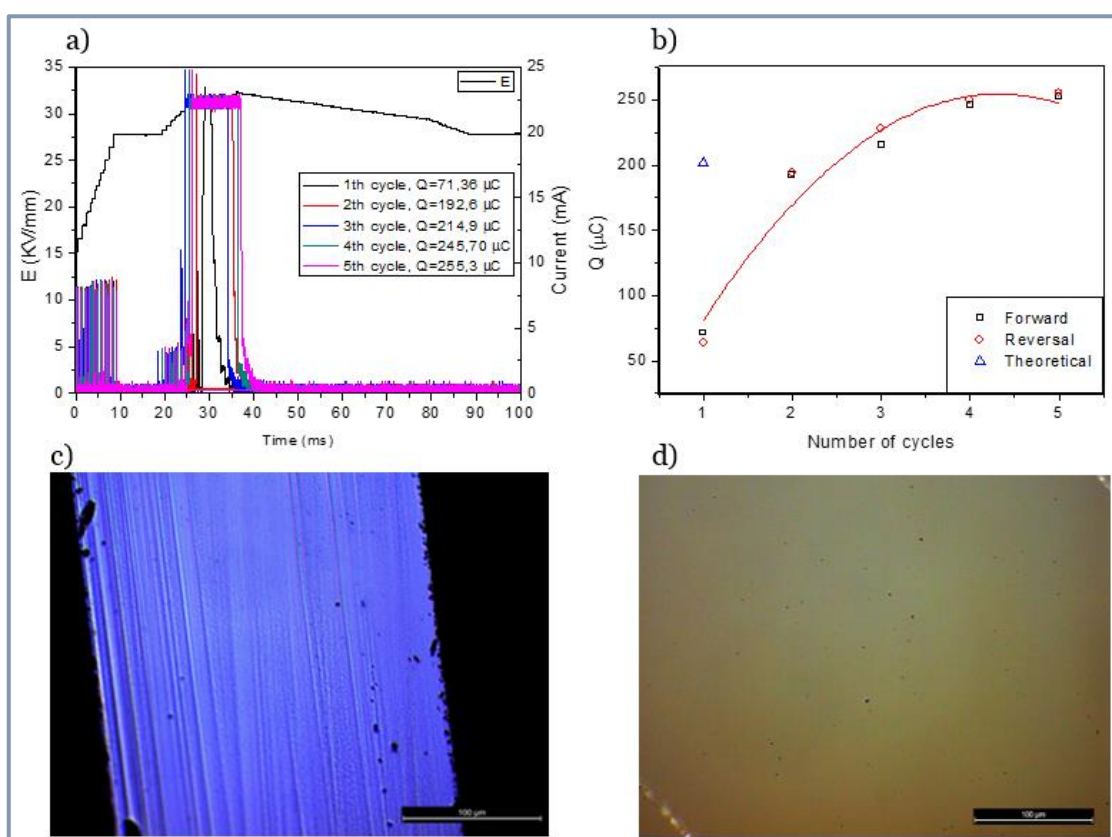 a)
35
30
25
20
15
10
5
0
E (KV/mm)
25
20
15
10
5
0
Current (mA)
E
1th cycle, Q=71,36 μC
2th cycle, Q=192,6 μC
3th cycle, Q=214,9 μC
4th cycle, Q=245,70 μC
5th cycle, Q=255,3 μC
0 10 20 30 40 50 60 70 80 90 100
Time (ms)
b)
250
200
150
100
50
Q (μC)
Forward
Reversal
Theoretical
1 2 3 4 5
Number of cycles
c)
100 μm
d)
100 μm